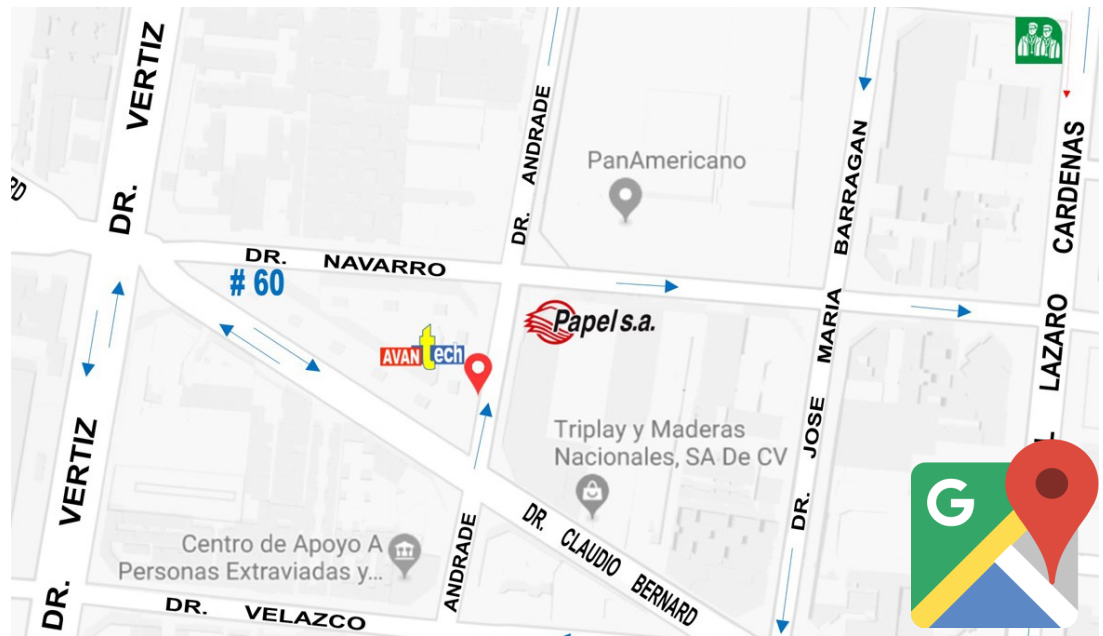 DR. VERTIZ
DR. ANDRADE
PanAmericano
DR. JOSE MARIA BARRAGAN
LAZARO CARDENAS
RD
DR. NAVARRO
# 60
Papel s.a.
AVANtech
Triplay y Maderas
Nacionales, SA De CV
DR. VERTIZ
Centro de Apoyo A
Personas Extraviadas y...
ANDRADE
DR. CLAUDIO BERNARD
DR. VELAZCO
G